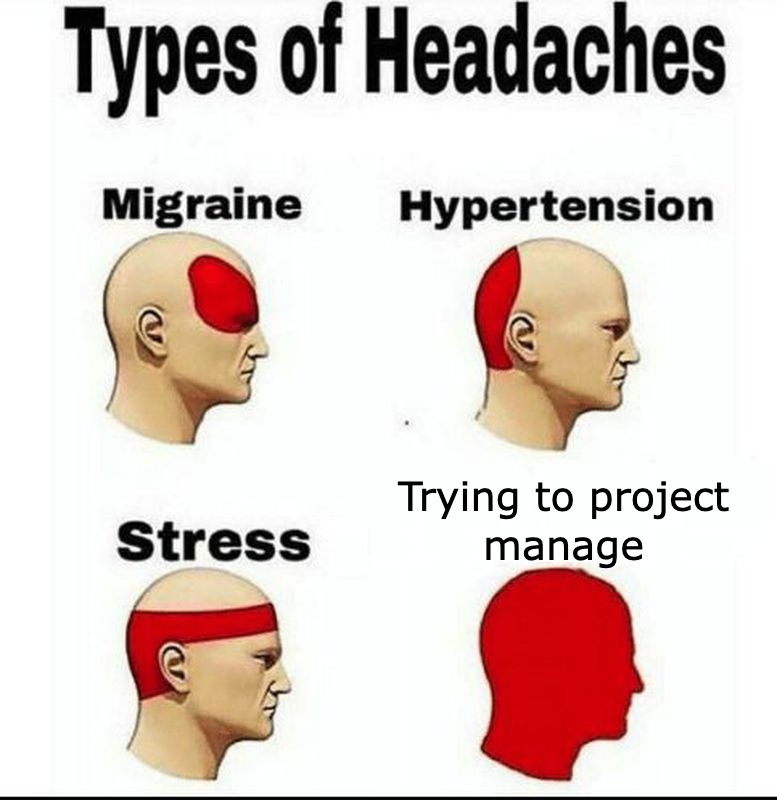 Types of Headaches
Migraine
Hypertension
Stress
Trying to project
manage